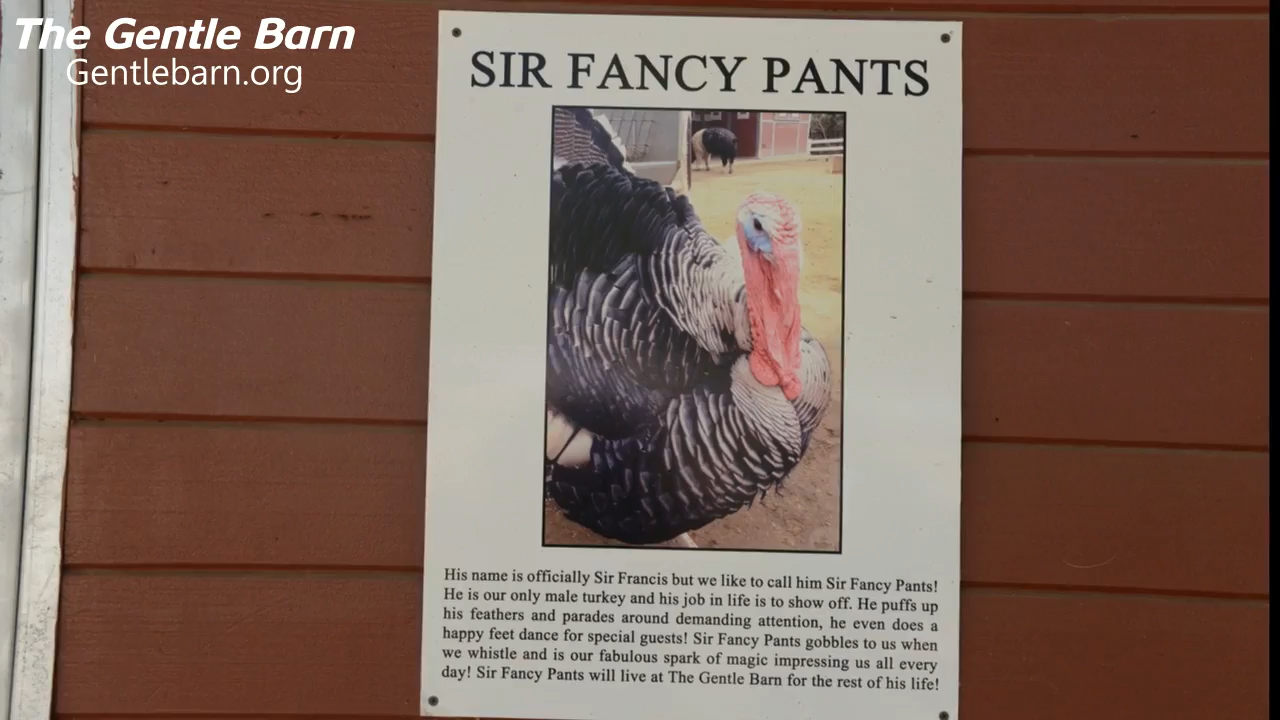 The Gentle Barn
Gentlebarn.org
SIR FANCY PANTS
His name is officially Sir Francis but we like to call him Sir Fancy Pants!
He is our only male turkey and his job in life is to show off. He puffs up
his feathers and parades around demanding attention, he even does a
happy feet dance for special guests! Sir Fancy Pants gobbles to us when
we whistle and is our fabulous spark of magic impressing us all every
day! Sir Fancy Pants will live at The Gentle Barn for the rest of his life!